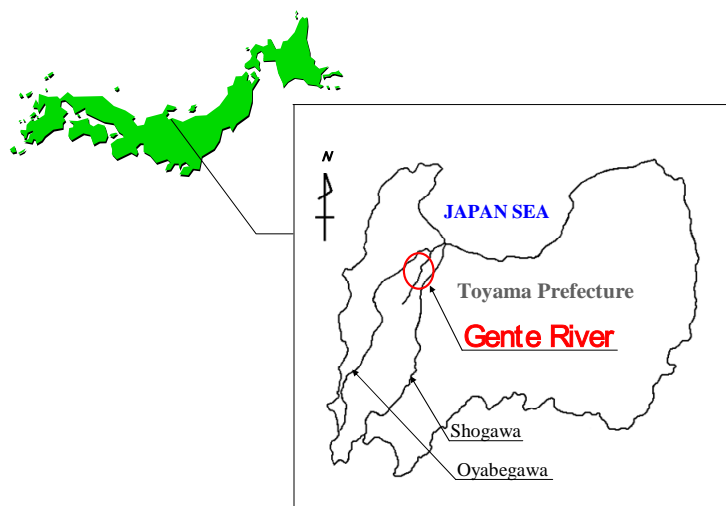 N
JAPAN SEA
Toyama Prefecture
Gente River
Shogawa
Oyabegawa